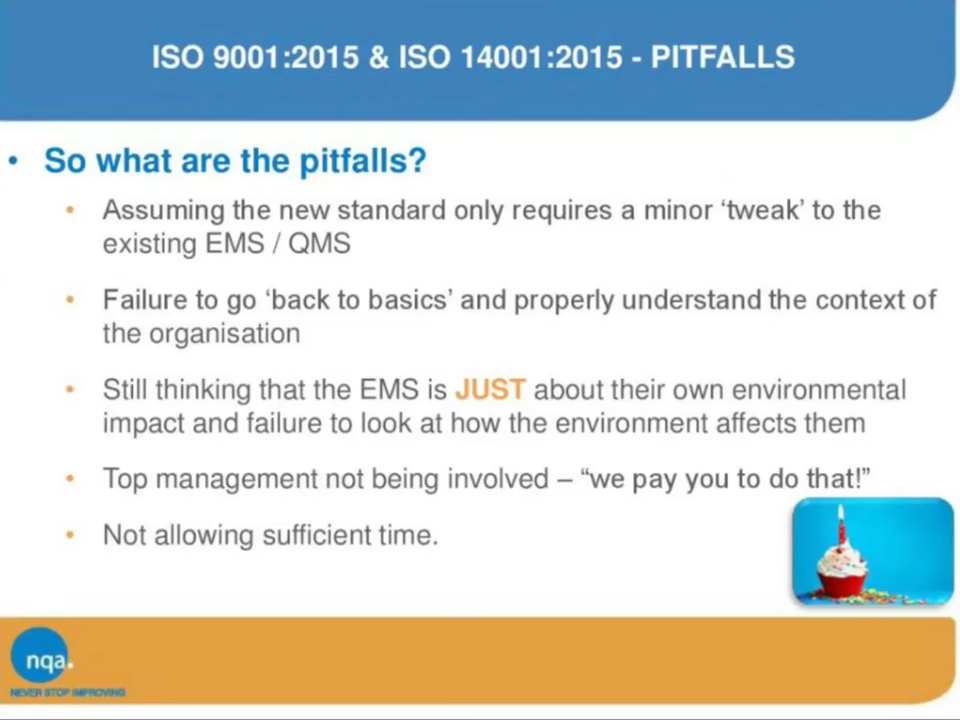 ISO 9001:2015 & ISO 14001:2015 - PITFALLS
• So what are the pitfalls?
• Assuming the new standard only requires a minor ‘tweak’ to the
existing EMS / QMS
• Failure to go ‘back to basics’ and properly understand the context of
the organisation
• Still thinking that the EMS is JUST about their own environmental
impact and failure to look at how the environment affects them
• Top management not being involved – “we pay you to do that!”
• Not allowing sufficient time.
nqa.
NEVER STOP IMPROVING